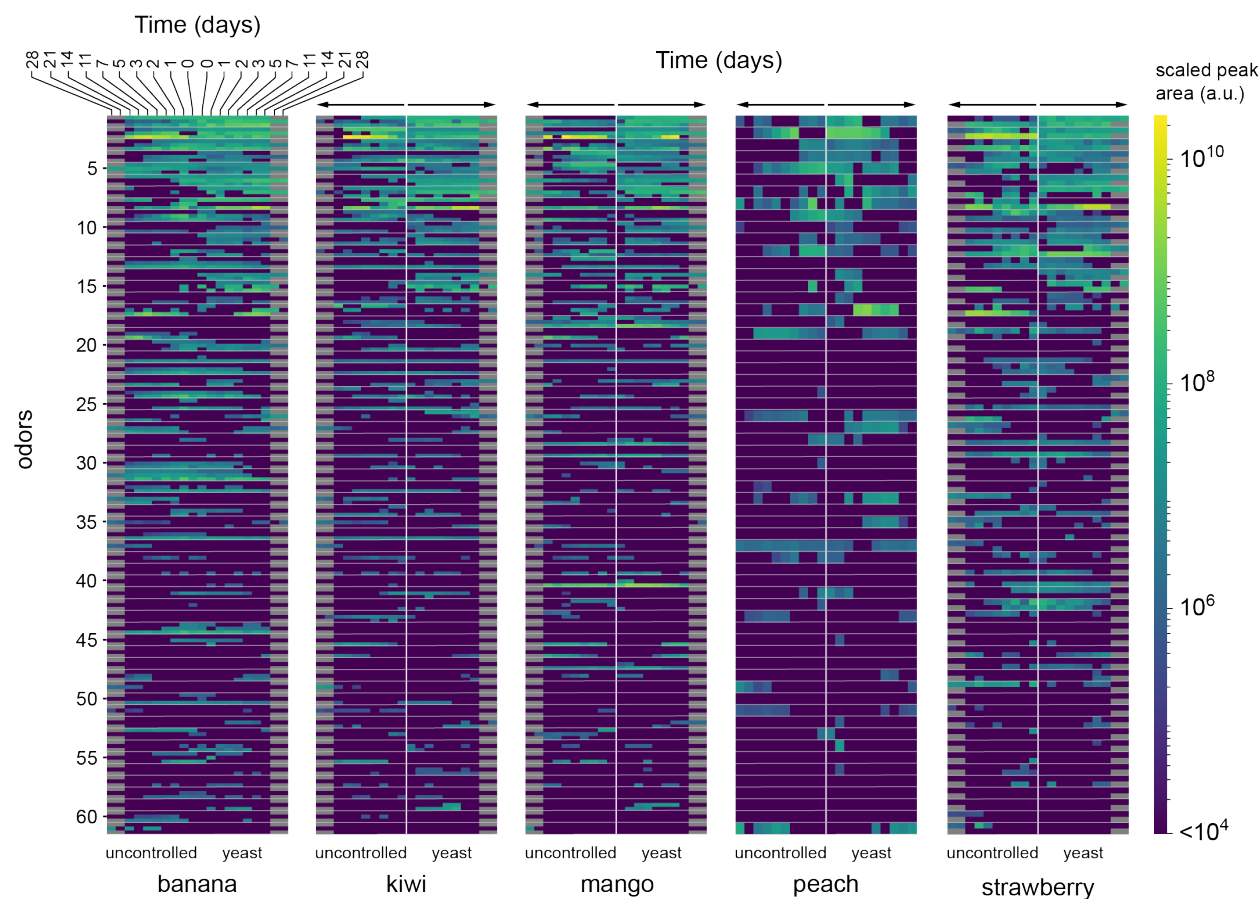 Time (days)
28 21 14 11 7 5 3 2 1 0 0 1 2 3 5 7 11 14 21 28
Time (days)
scaled peak
area (a.u.)
10^10
10^8
10^6
<10^4
odors
5
10
15
20
25
30
35
40
45
50
55
60
uncontrolled yeast uncontrolled yeast uncontrolled yeast uncontrolled yeast uncontrolled yeast
banana kiwi mango peach strawberry